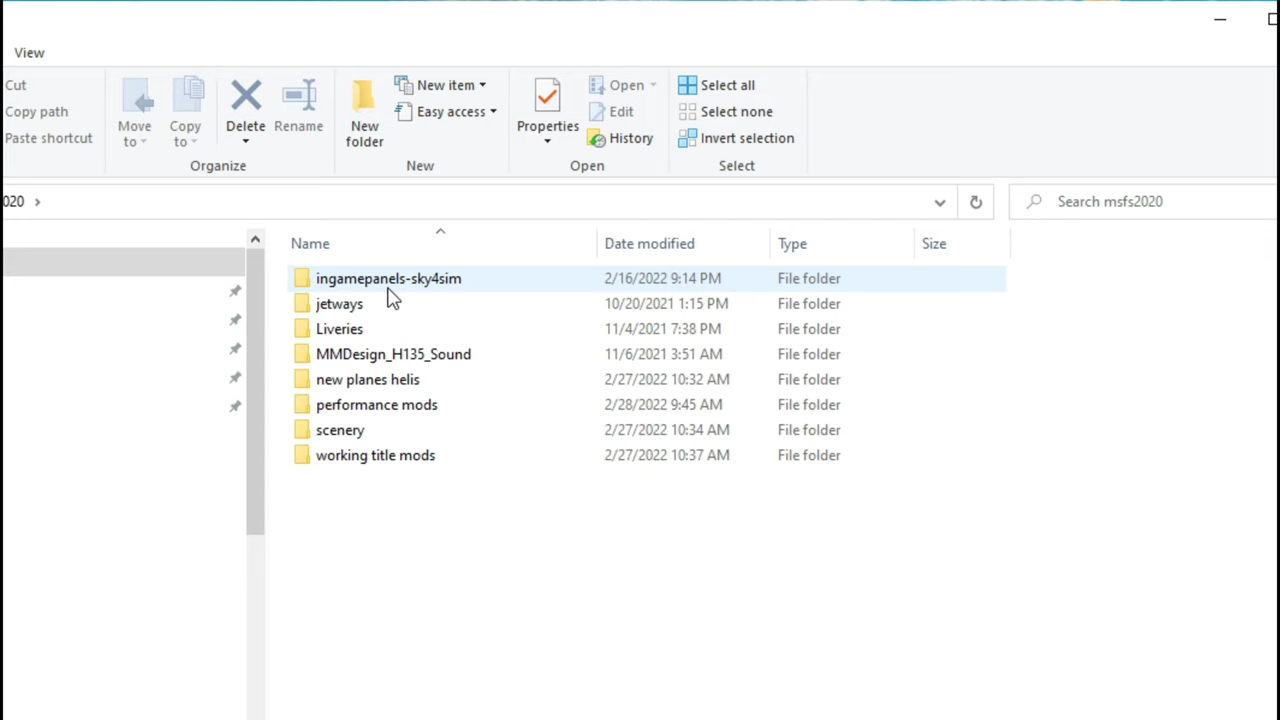 View
Cut
Copy path
Paste shortcut
Move to
Copy to
Delete
Rename
Organize
New folder
New item
Easy access
New
Properties
Open
Edit
History
Open
Select all
Select none
Invert selection
Select
020
Search msfs2020
Name Date modified Type Size
ingamepanels-sky4sim 2/16/2022 9:14 PM File folder
jetways 10/20/2021 1:15 PM File folder
Liveries 11/4/2021 7:38 PM File folder
MMDesign_H135_Sound 11/6/2021 3:51 AM File folder
new planes helis 2/27/2022 10:32 AM File folder
performance mods 2/28/2022 9:45 AM File folder
scenery 2/27/2022 10:34 AM File folder
working title mods 2/27/2022 10:37 AM File folder